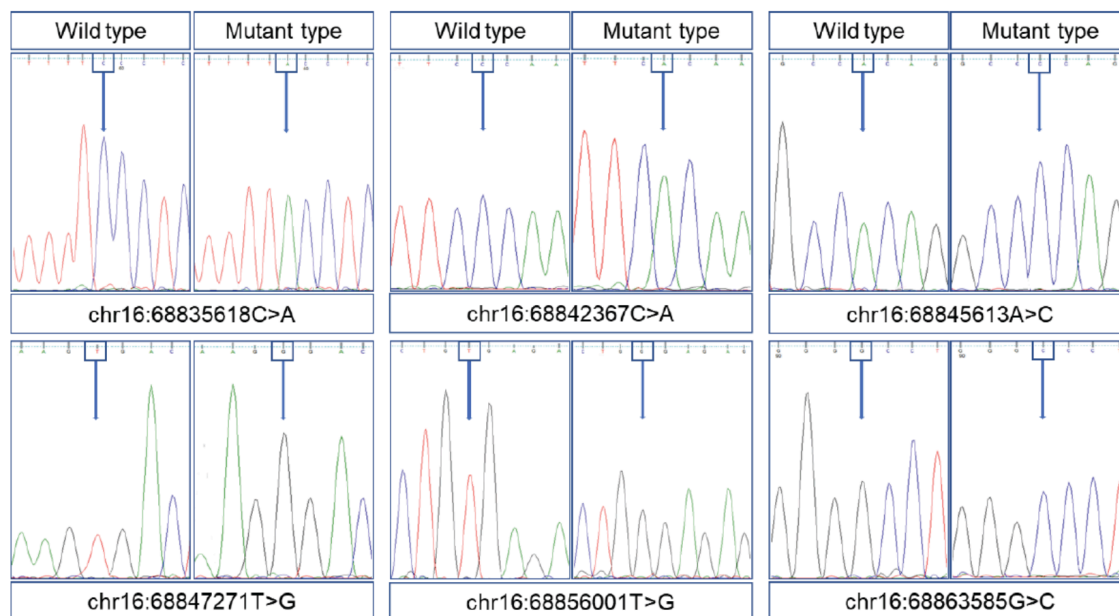 Wild type Mutant type Wild type Mutant type Wild type Mutant type
chr16:68835618C>A chr16:68842367C>A chr16:68845613A>C
chr16:68847271T>G chr16:68856001T>G chr16:68863585G>C